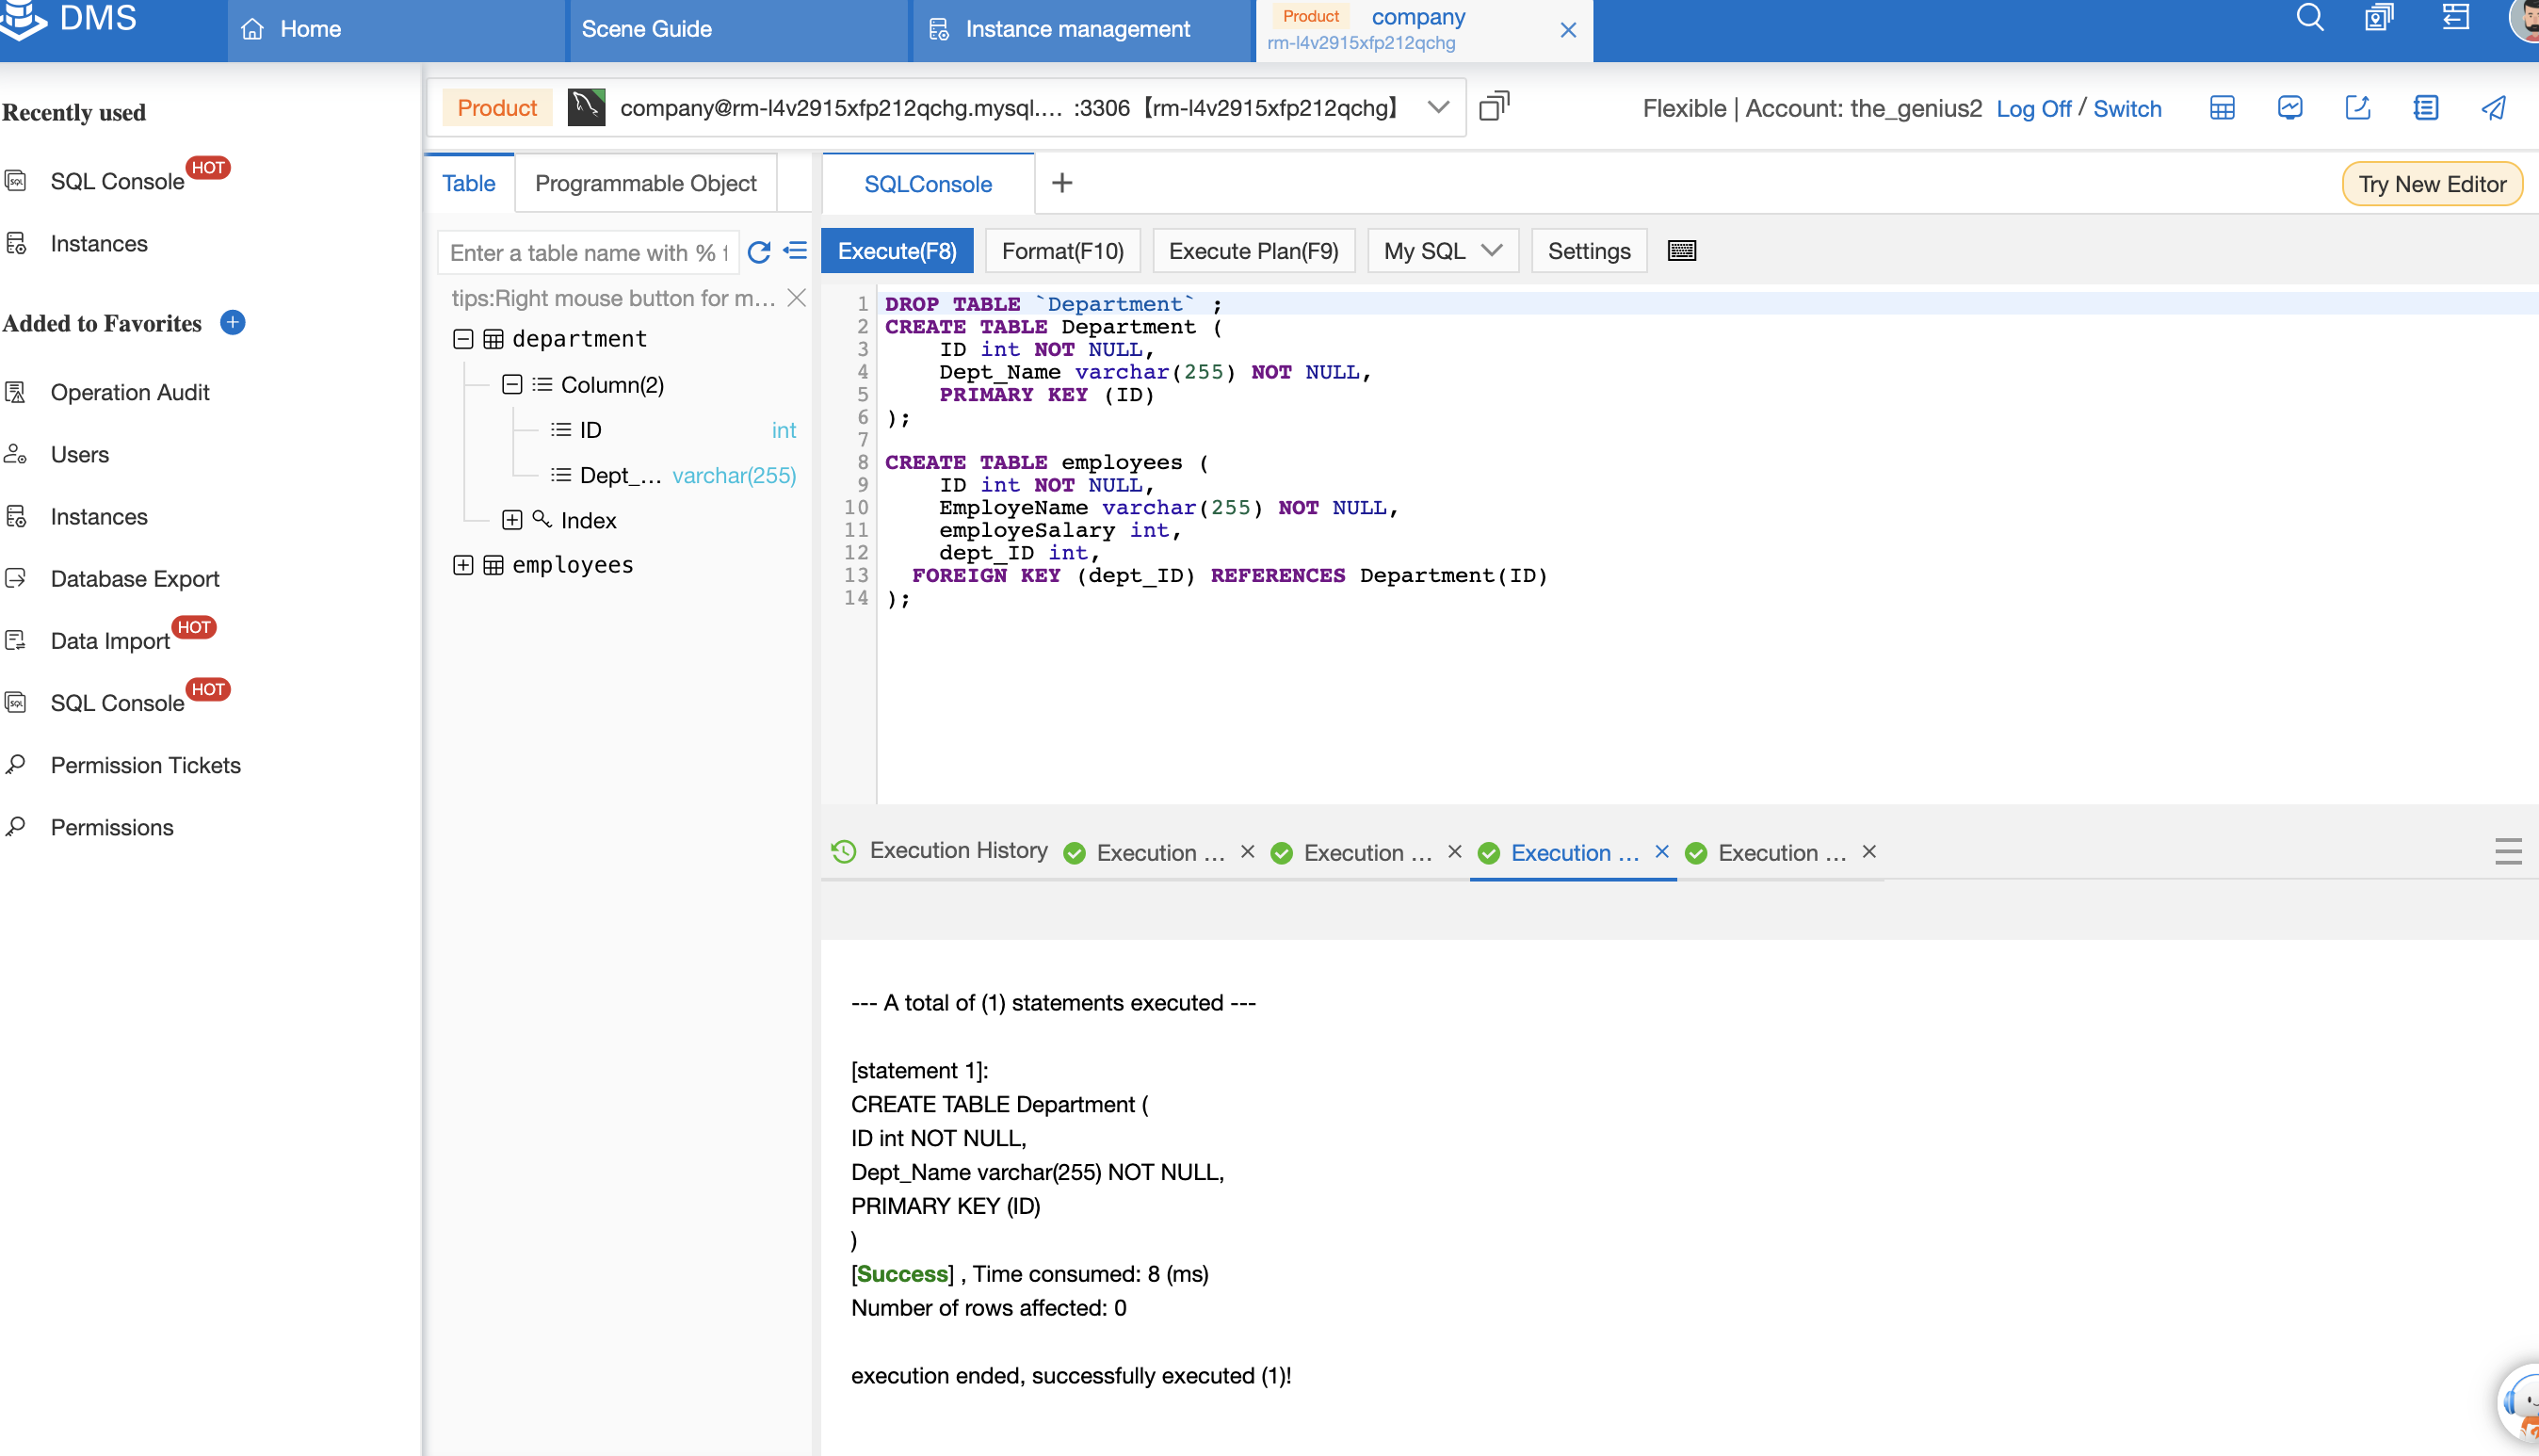 DMS
Home
Scene Guide
Instance management
Product company
rm-l4v2915xfp212qchg
Recently used
SQL Console HOT
Instances
Added to Favorites
Operation Audit
Users
Instances
Database Export
Data Import HOT
SQL Console HOT
Permission Tickets
Permissions
Product company@rm-l4v2915xfp212qchg.mysql.... :3306【rm-l4v2915xfp212qchg】
Flexible | Account: the_genius2 Log Off / Switch
Table Programmable Object
Enter a table name with % f
tips:Right mouse button for m...
department
Column(2)
ID int
Dept_... varchar(255)
Index
employees
SQLConsole
Try New Editor
Execute(F8) Format(F10) Execute Plan(F9) My SQL Settings
1 DROP TABLE `Department` ;
2 CREATE TABLE Department (
3 ID int NOT NULL,
4 Dept_Name varchar(255) NOT NULL,
5 PRIMARY KEY (ID)
6 );
7
8 CREATE TABLE employees (
9 ID int NOT NULL,
10 EmployeName varchar(255) NOT NULL,
11 employeSalary int,
12 dept_ID int,
13 FOREIGN KEY (dept_ID) REFERENCES Department(ID)
14 );
Execution History Execution ... Execution ... Execution ... Execution ...
--- A total of (1) statements executed ---
[statement 1]:
CREATE TABLE Department (
ID int NOT NULL,
Dept_Name varchar(255) NOT NULL,
PRIMARY KEY (ID)
)
[Success] , Time consumed: 8 (ms)
Number of rows affected: 0
execution ended, successfully executed (1)!